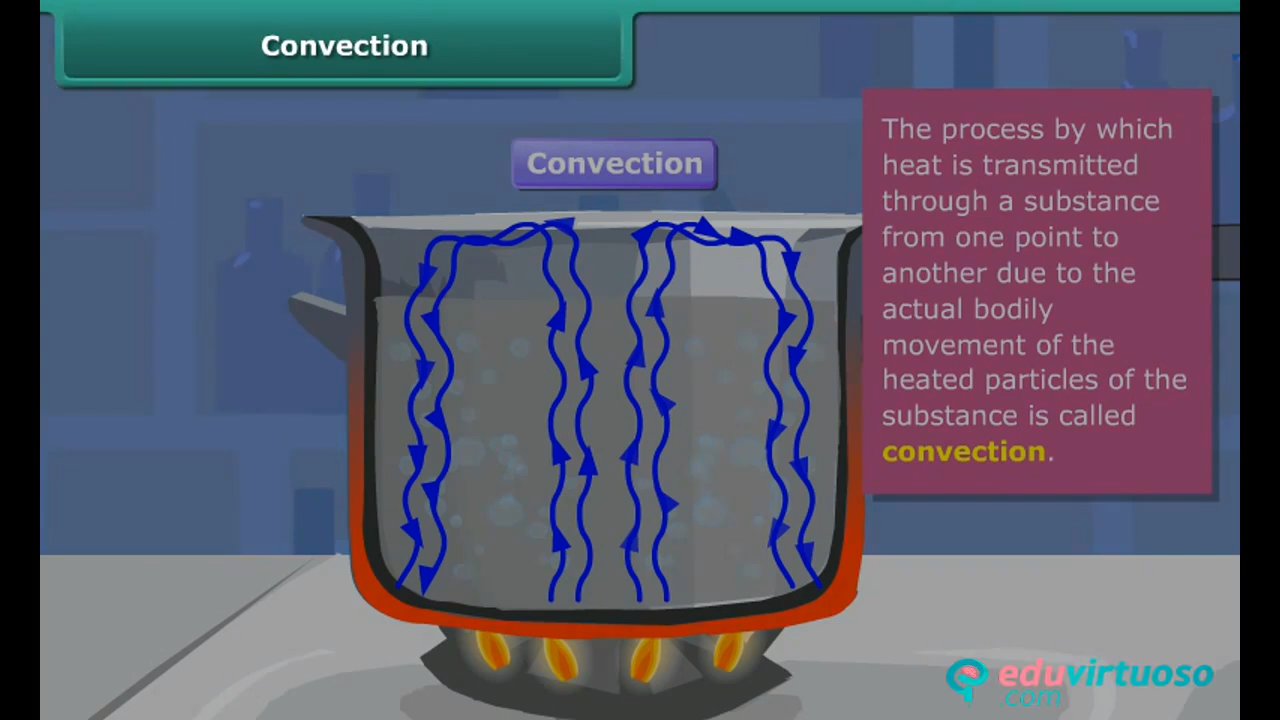 Convection
Convection
The process by which
heat is transmitted
through a substance
from one point to
another due to the
actual bodily
movement of the
heated particles of the
substance is called
convection.
eduvirtuoso
com